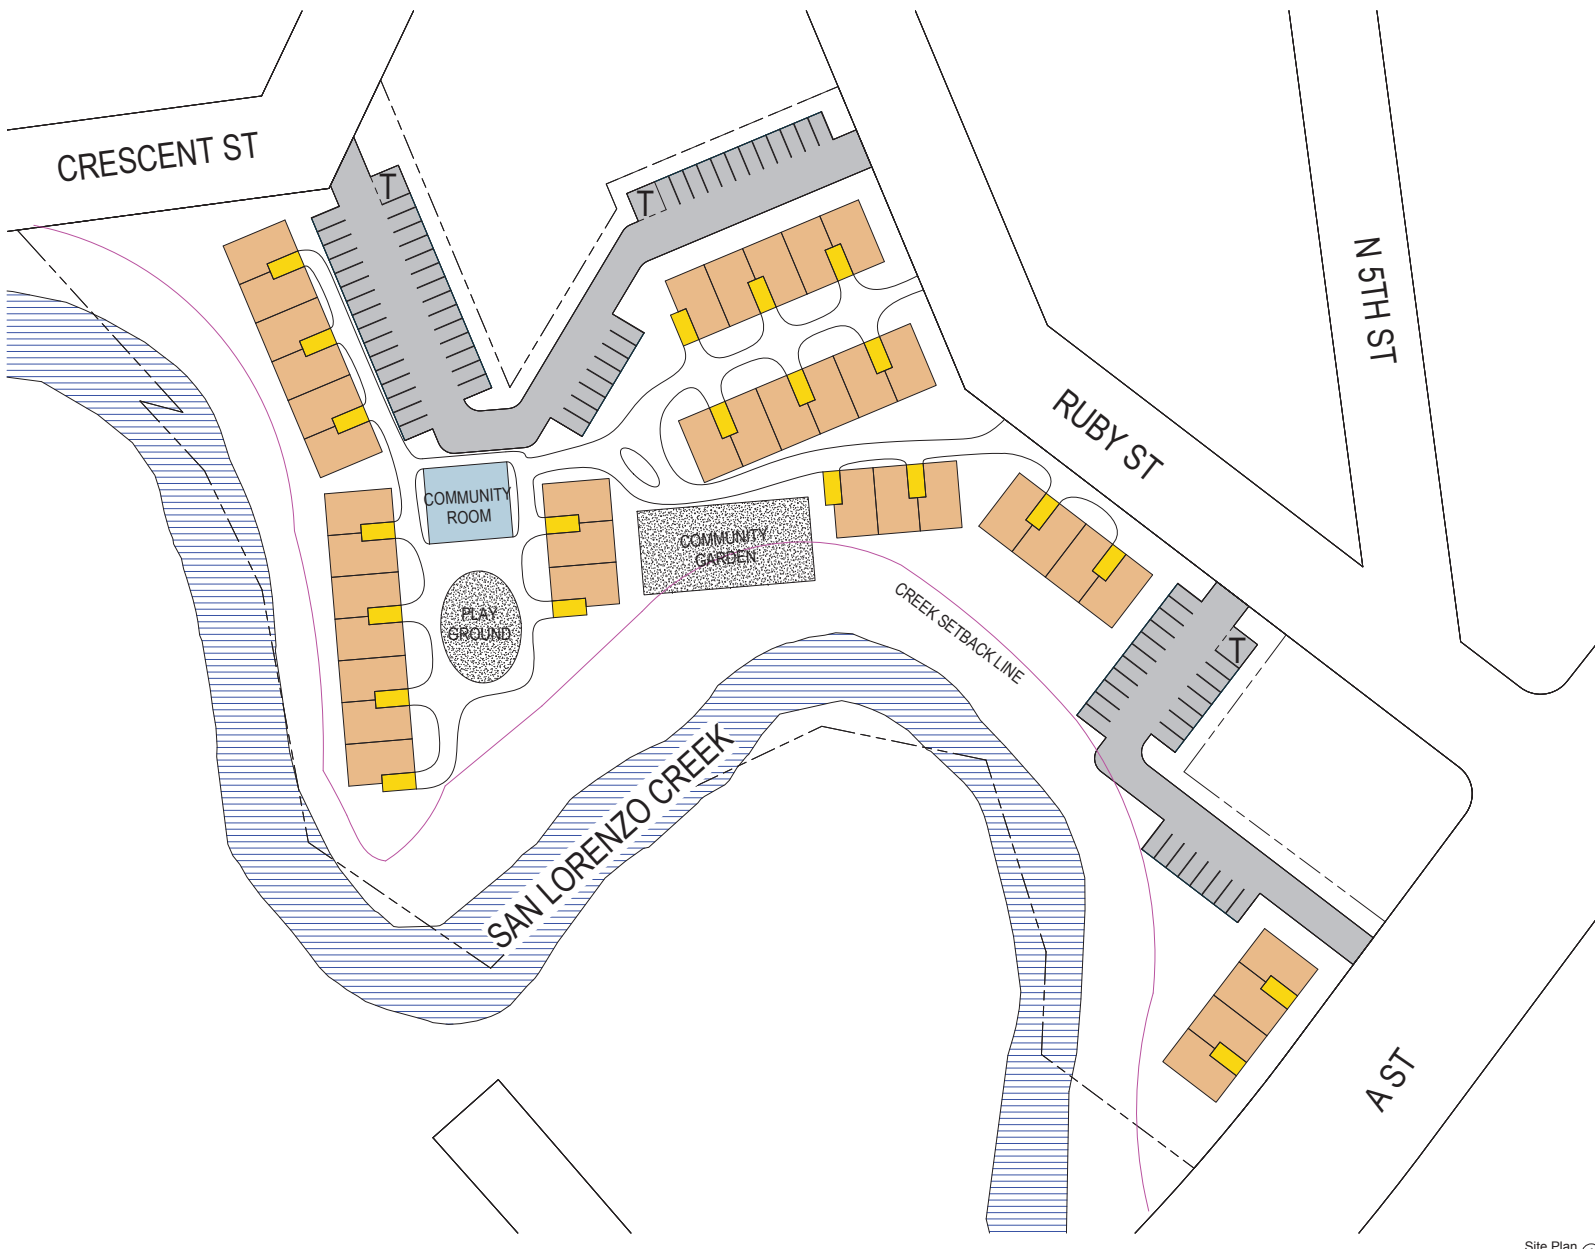 CRESCENT ST
T
T
N 5TH ST
RUBY ST
COMMUNITY
ROOM
COMMUNITY
GARDEN
PLAY
GROUND
CREEK SETBACK LINE
T
SAN LORENZO CREEK
A ST
Site Plan